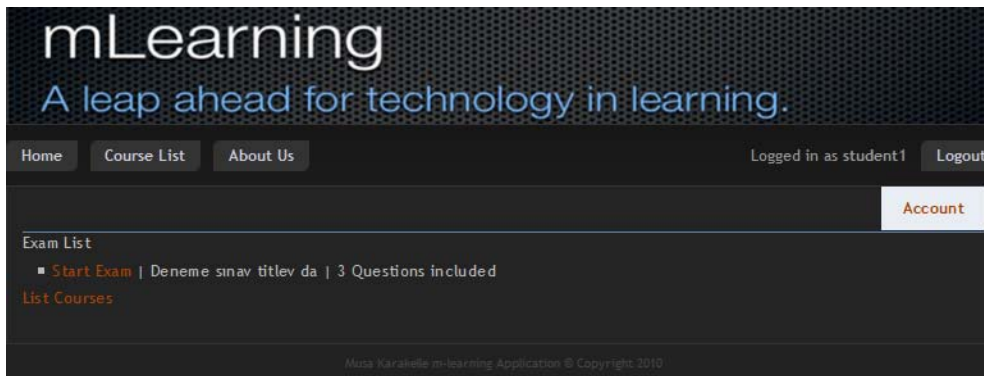 mLearning
A leap ahead for technology in learning.
Home Course List About Us Logged in as student1 Logout
Account
Exam List
Start Exam | Deneme sınav titlev da | 3 Questions included
List Courses
Musa Karakelle m-learning Application © Copyright 2010